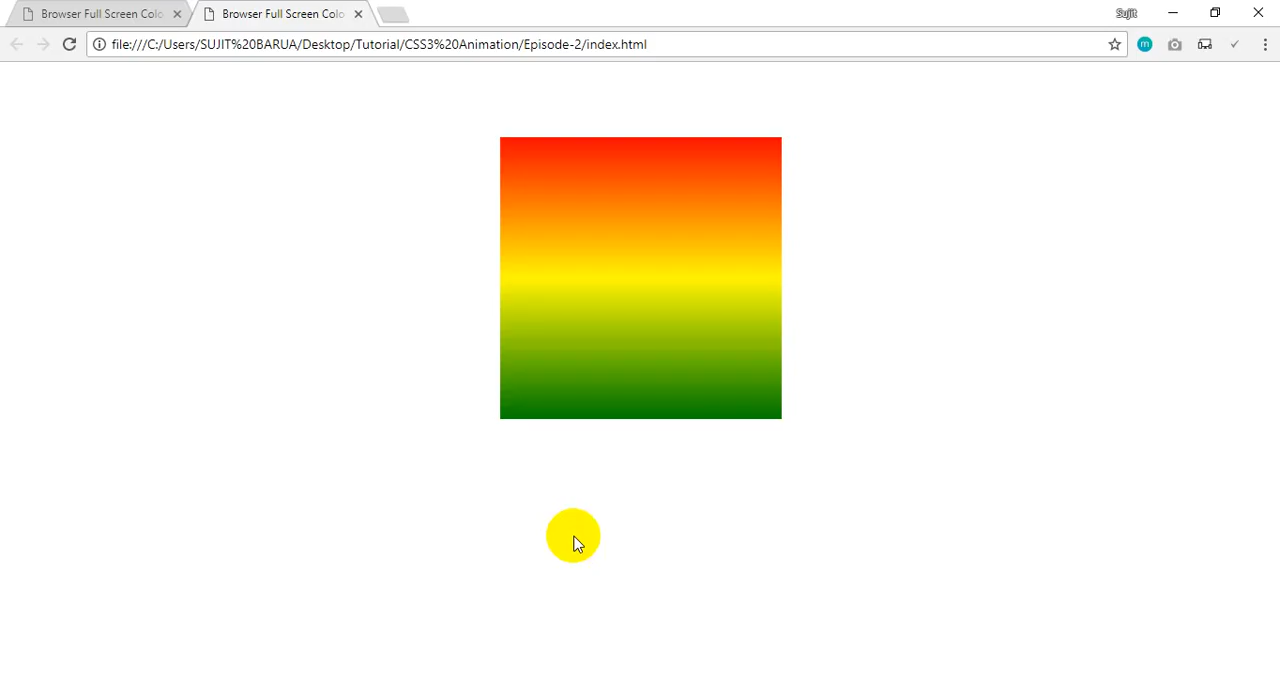 Browser Full Screen Colo
Browser Full Screen Colo
Sujit
file:///C:/Users/SUJIT%20BARUA/Desktop/Tutorial/CSS3%20Animation/Episode-2/index.html
m